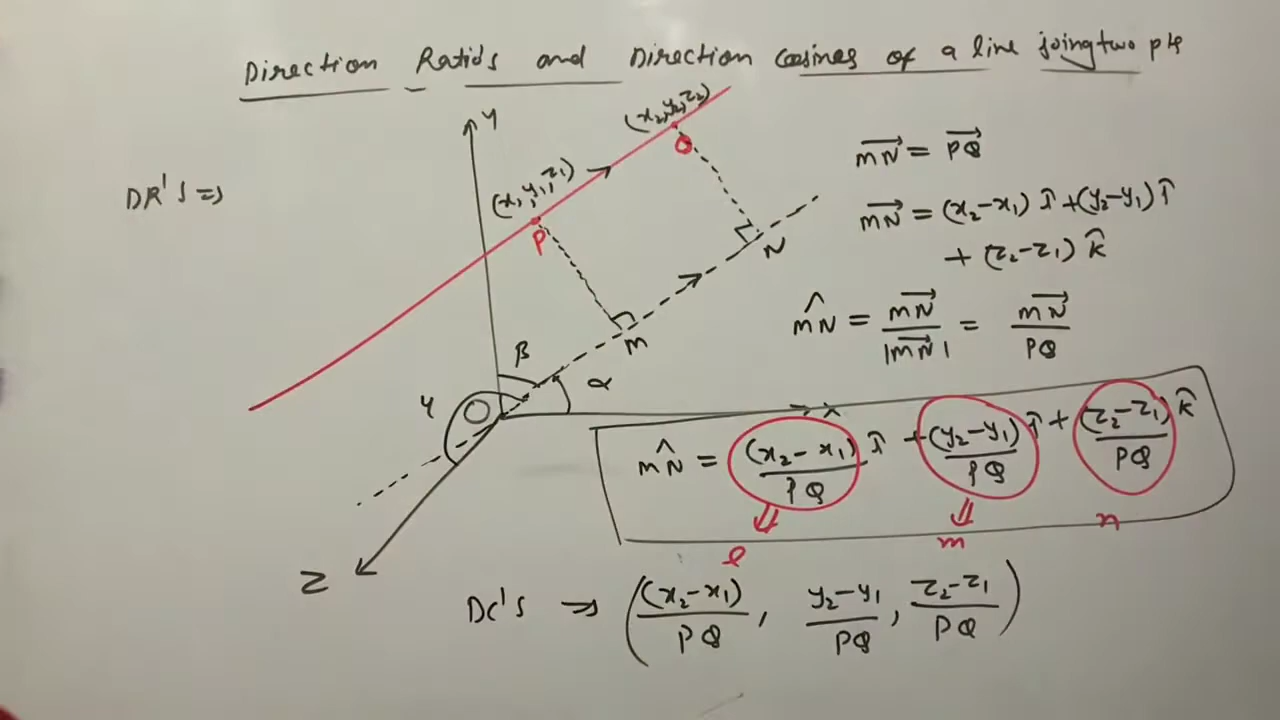 Direction Ratios and Direction Cosines of a line joing two pts
y
(x₂, y₂, z₂)
Q
(x₁, y₁, z₁)
P
DR's ⇒
N
M
β
α
γ
x
z
MN⃗ = PQ⃗
MN⃗ = (x₂-x₁) î + (y₂-y₁) ĵ
+ (z₂-z₁) k̂
MN̂ = MN⃗/|MN⃗| = MN⃗/PQ
MN̂ = (x₂-x₁)/PQ î + (y₂-y₁)/PQ ĵ + (z₂-z₁)/PQ k̂
⇓ ⇓
l m n
DC's ⇒ ((x₂-x₁)/PQ, y₂-y₁/PQ, z₂-z₁/PQ)